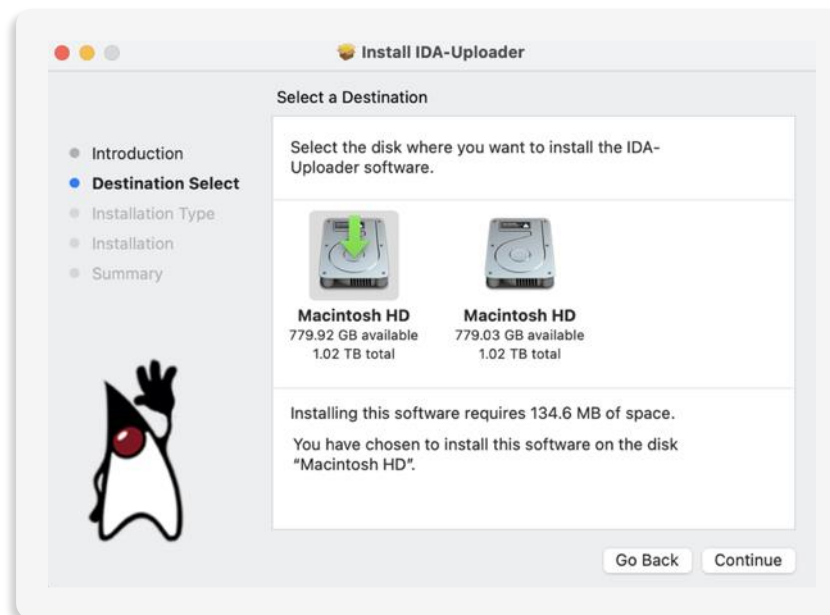 Install IDA-Uploader
Select a Destination
Introduction
Destination Select
Installation Type
Installation
Summary
Select the disk where you want to install the IDA-
Uploader software.
Macintosh HD
779.92 GB available
1.02 TB total
Macintosh HD
779.03 GB available
1.02 TB total
Installing this software requires 134.6 MB of space.
You have chosen to install this software on the disk
“Macintosh HD”.
Go Back
Continue